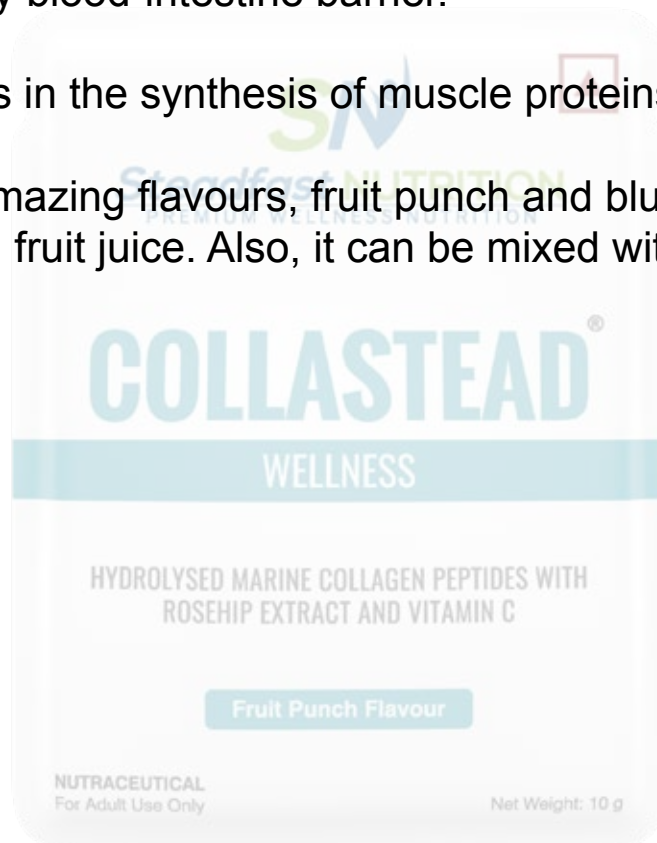 blood-intestine barrier.
in the synthesis of muscle proteins
SN
mazing flavours, fruit punch and blu
Steadfast NUTRITION
PREMIUM WELLNESS NUTRITION
fruit juice. Also, it can be mixed wit
COLLASTEAD®
WELLNESS
HYDROLYSED MARINE COLLAGEN PEPTIDES WITH
ROSEHIP EXTRACT AND VITAMIN C
Fruit Punch Flavour
NUTRACEUTICAL
For Adult Use Only
Net Weight: 10 g